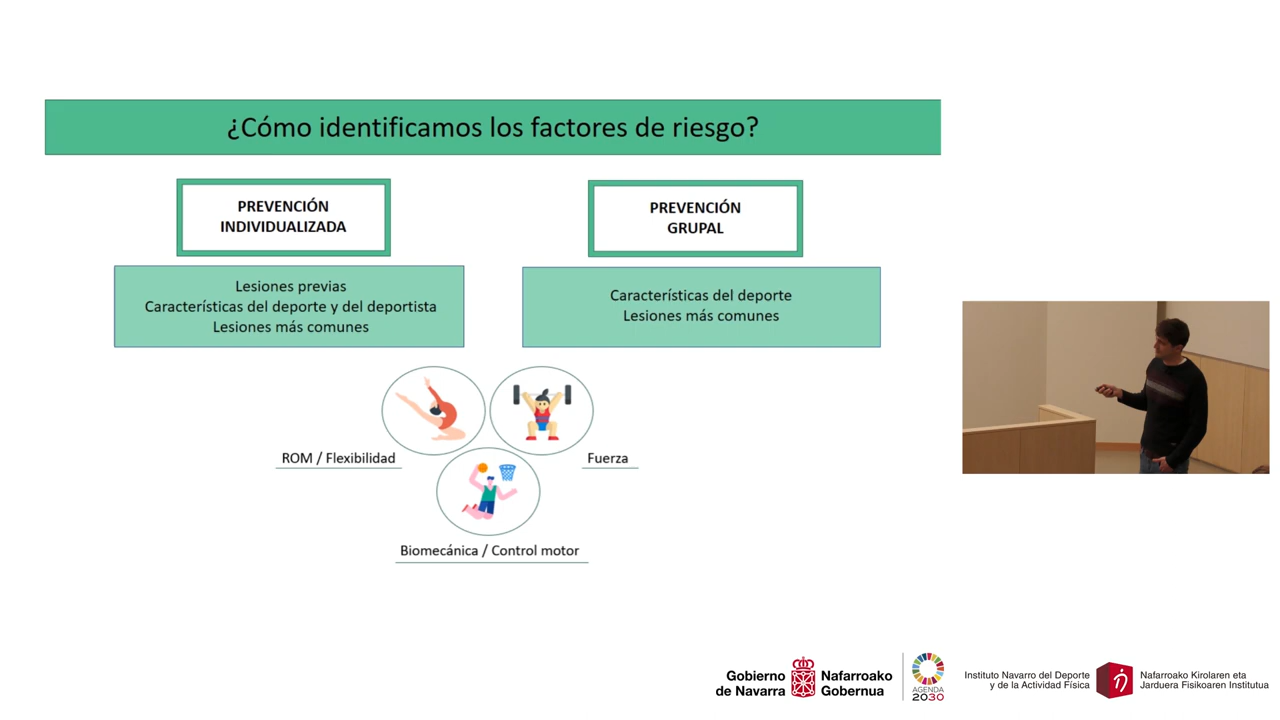 ¿Cómo identificamos los factores de riesgo?
PREVENCIÓN
INDIVIDUALIZADA
PREVENCIÓN
GRUPAL
Lesiones previas
Características del deporte y del deportista
Lesiones más comunes
Características del deporte
Lesiones más comunes
ROM / Flexibilidad
Fuerza
Biomecánica / Control motor
Gobierno
de Navarra
Nafarroako
Gobernua
AGENDA
2030
Instituto Navarro del Deporte
y de la Actividad Física
Nafarroako Kirolaren eta
Jarduera Fisikoaren Institutua